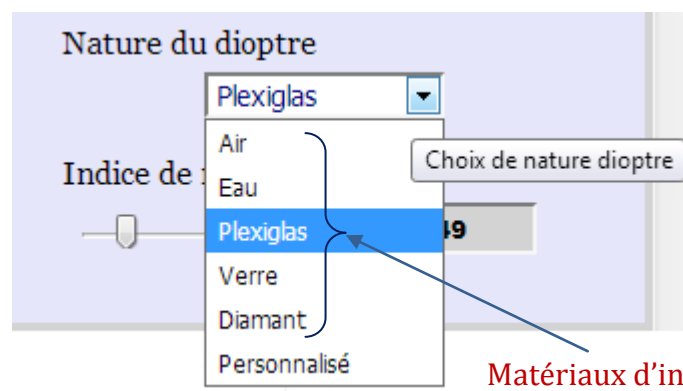 Nature du dioptre
Plexiglas
Air
Choix de nature dioptre
Indice de
Eau
Plexiglas
49
Verre
Diamant
Personnalisé
Matériaux d'in